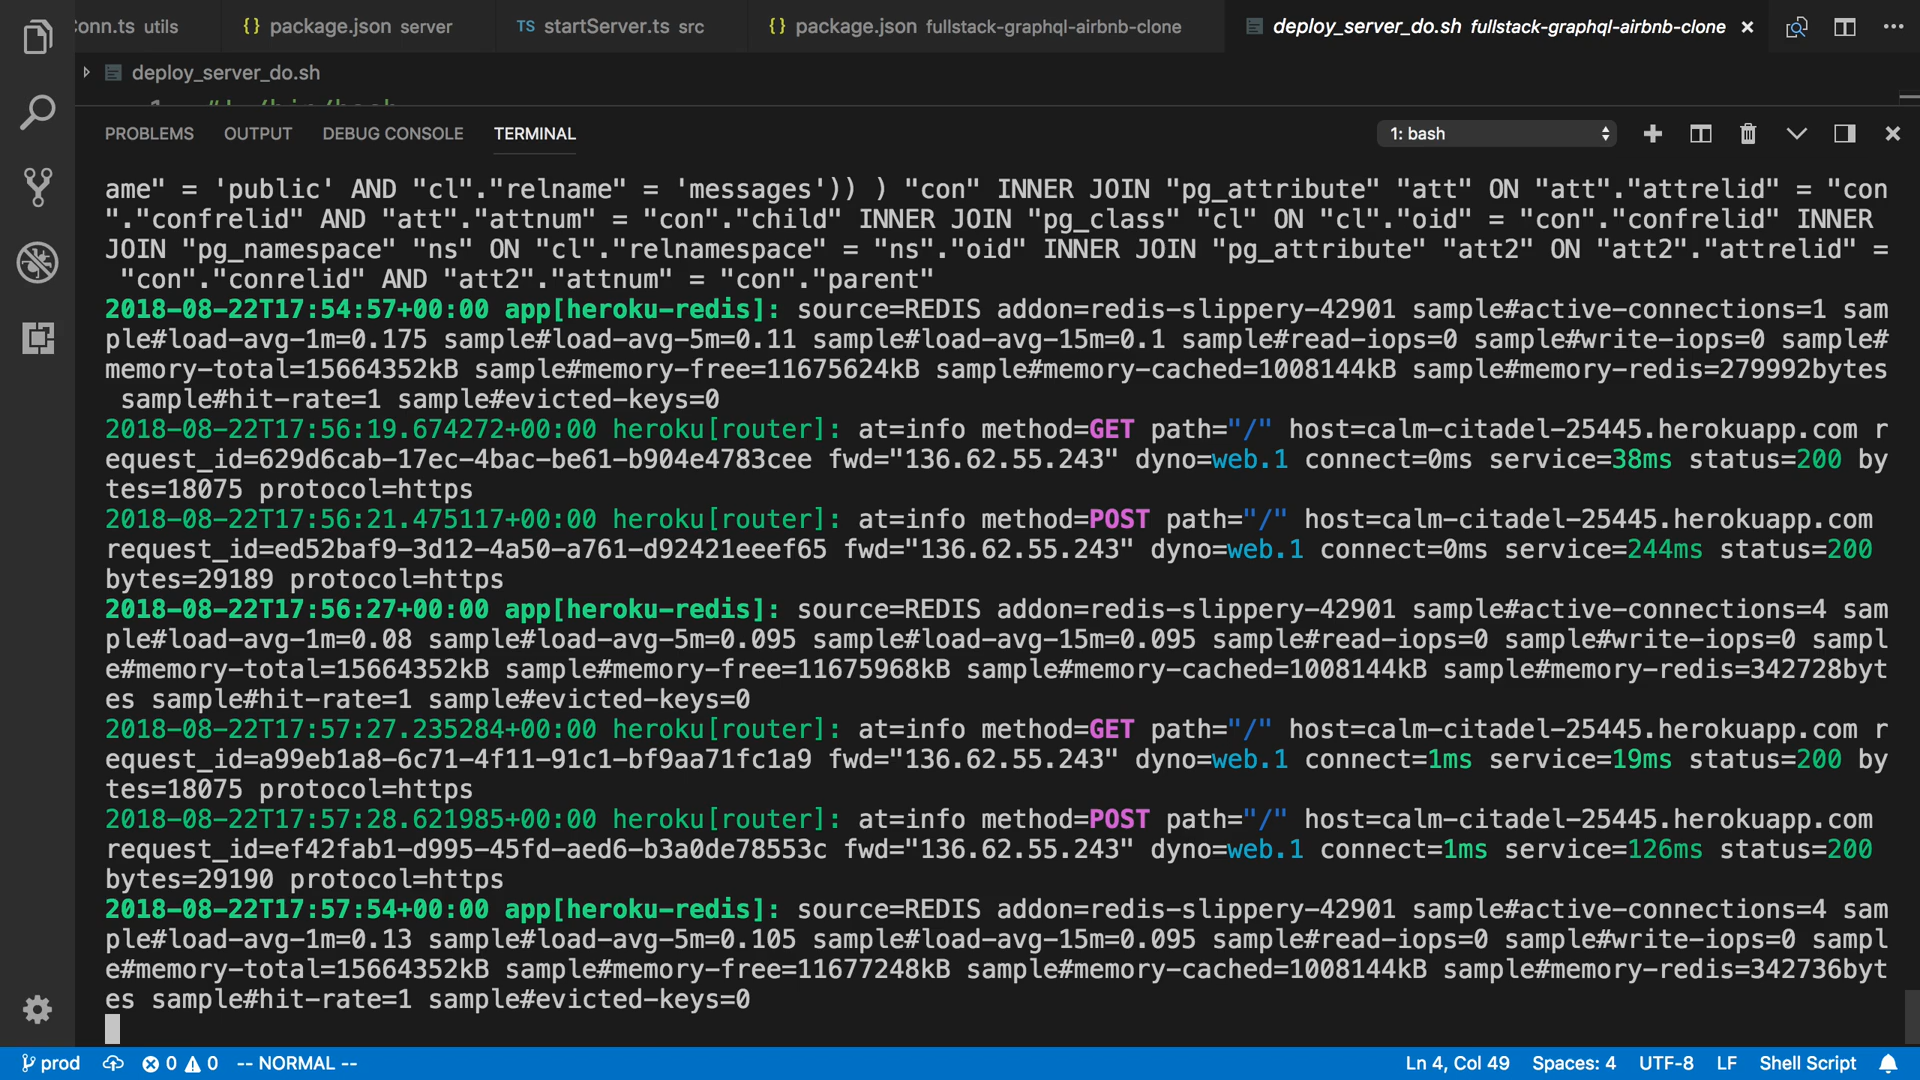 onn.ts utils
{} package.json server
TS startServer.ts src
{} package.json fullstack-graphql-airbnb-clone
deploy_server_do.sh fullstack-graphql-airbnb-clone
deploy_server_do.sh
1 #!/bin/bash
PROBLEMS OUTPUT DEBUG CONSOLE TERMINAL 1: bash
ame" = 'public' AND "cl"."relname" = 'messages')) ) "con" INNER JOIN "pg_attribute" "att" ON "att"."attrelid" = "con
"."confrelid" AND "att"."attnum" = "con"."child" INNER JOIN "pg_class" "cl" ON "cl"."oid" = "con"."confrelid" INNER
JOIN "pg_namespace" "ns" ON "cl"."relnamespace" = "ns"."oid" INNER JOIN "pg_attribute" "att2" ON "att2"."attrelid" =
"con"."conrelid" AND "att2"."attnum" = "con"."parent"
2018-08-22T17:54:57+00:00 app[heroku-redis]: source=REDIS addon=redis-slippery-42901 sample#active-connections=1 sam
ple#load-avg-1m=0.175 sample#load-avg-5m=0.11 sample#load-avg-15m=0.1 sample#read-iops=0 sample#write-iops=0 sample#
memory-total=15664352kB sample#memory-free=11675624kB sample#memory-cached=1008144kB sample#memory-redis=279992bytes
sample#hit-rate=1 sample#evicted-keys=0
2018-08-22T17:56:19.674272+00:00 heroku[router]: at=info method=GET path="/" host=calm-citadel-25445.herokuapp.com r
equest_id=629d6cab-17ec-4bac-be61-b904e4783cee fwd="136.62.55.243" dyno=web.1 connect=0ms service=38ms status=200 by
tes=18075 protocol=https
2018-08-22T17:56:21.475117+00:00 heroku[router]: at=info method=POST path="/" host=calm-citadel-25445.herokuapp.com
request_id=ed52baf9-3d12-4a50-a761-d92421eeef65 fwd="136.62.55.243" dyno=web.1 connect=0ms service=244ms status=200
bytes=29189 protocol=https
2018-08-22T17:56:27+00:00 app[heroku-redis]: source=REDIS addon=redis-slippery-42901 sample#active-connections=4 sam
ple#load-avg-1m=0.08 sample#load-avg-5m=0.095 sample#load-avg-15m=0.095 sample#read-iops=0 sample#write-iops=0 sampl
e#memory-total=15664352kB sample#memory-free=11675968kB sample#memory-cached=1008144kB sample#memory-redis=342728byt
es sample#hit-rate=1 sample#evicted-keys=0
2018-08-22T17:57:27.235284+00:00 heroku[router]: at=info method=GET path="/" host=calm-citadel-25445.herokuapp.com r
equest_id=a99eb1a8-6c71-4f11-91c1-bf9aa71fc1a9 fwd="136.62.55.243" dyno=web.1 connect=1ms service=19ms status=200 by
tes=18075 protocol=https
2018-08-22T17:57:28.621985+00:00 heroku[router]: at=info method=POST path="/" host=calm-citadel-25445.herokuapp.com
request_id=ef42fab1-d995-45fd-aed6-b3a0de78553c fwd="136.62.55.243" dyno=web.1 connect=1ms service=126ms status=200
bytes=29190 protocol=https
2018-08-22T17:57:54+00:00 app[heroku-redis]: source=REDIS addon=redis-slippery-42901 sample#active-connections=4 sam
ple#load-avg-1m=0.13 sample#load-avg-5m=0.105 sample#load-avg-15m=0.095 sample#read-iops=0 sample#write-iops=0 sampl
e#memory-total=15664352kB sample#memory-free=11677248kB sample#memory-cached=1008144kB sample#memory-redis=342736byt
es sample#hit-rate=1 sample#evicted-keys=0
prod 0 0 -- NORMAL -- Ln 4, Col 49 Spaces: 4 UTF-8 LF Shell Script